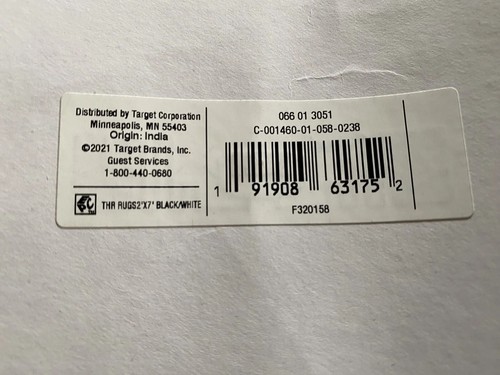 Distributed by Target Corporation
Minneapolis, MN 55403
Origin: India
©2021 Target Brands, Inc.
Guest Services
1-800-440-0680
THR RUGS2'X7' BLACK/WHITE
066 01 3051
C-001460-01-058-0238
1 91908 63175 2
F320158